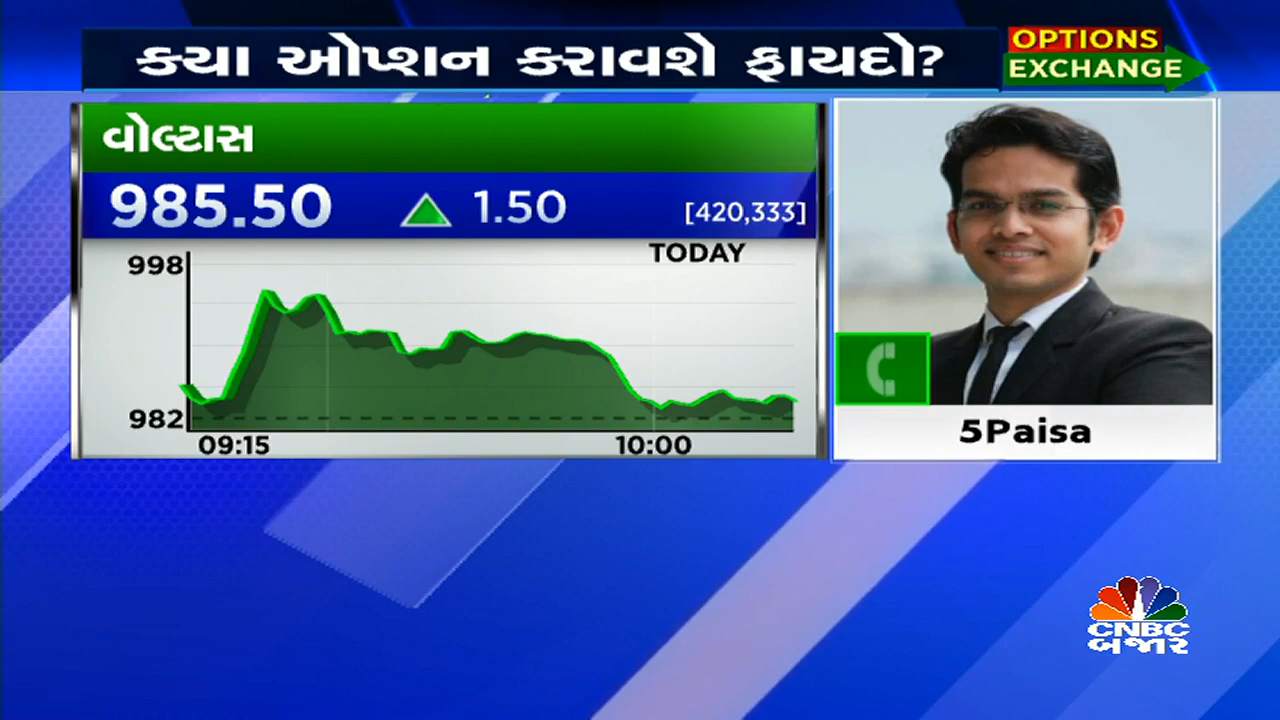 ક્યા ઓપ્શન કરાવશે ફાયદો?
OPTIONS
EXCHANGE
વોલ્ટાસ
985.50 1.50 [420,333]
TODAY
998
982
09:15 10:00
5Paisa
CNBC
બજાર